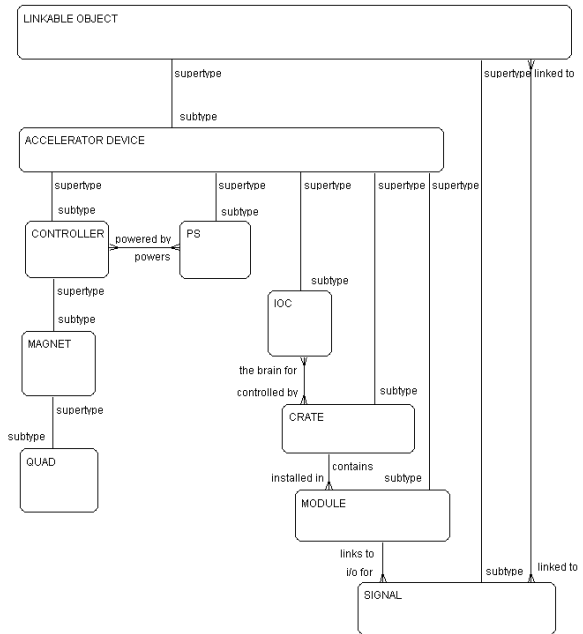 LINKABLE OBJECT
supertype
supertype
linked to
subtype
ACCELERATOR DEVICE
supertype
supertype
supertype
supertype
supertype
subtype
subtype
CONTROLLER
PS
powered by
powers
supertype
subtype
IOC
subtype
MAGNET
the brain for
controlled by
subtype
supertype
CRATE
subtype
QUAD
contains
installed in
subtype
MODULE
links to
i/o for
subtype
linked to
SIGNAL